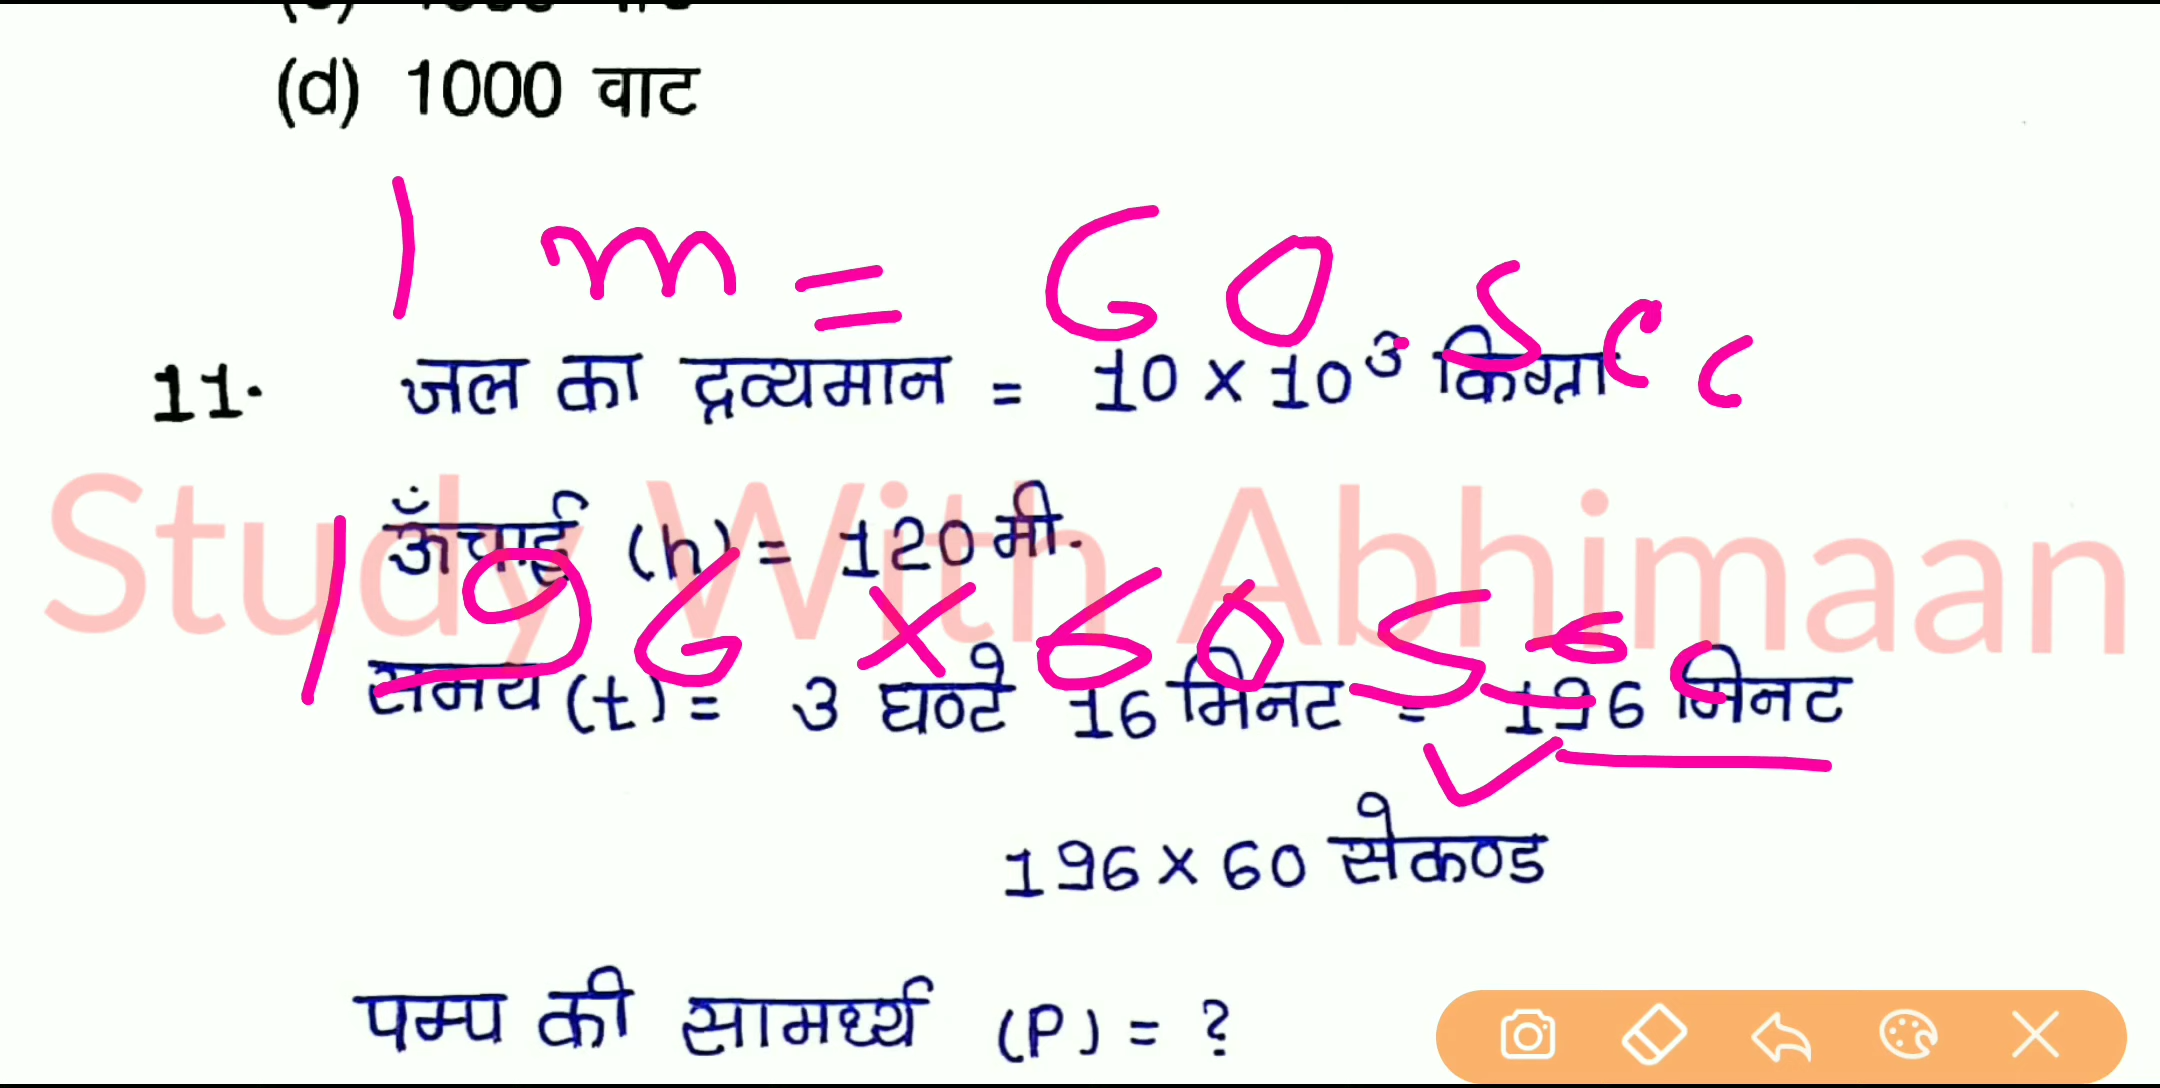 (d) 1000 वाट
1 m = 60 Sec
11. जल का द्रव्यमान = 10 × 10³ किग्रा
Study With Abhimaan
ऊँचाई (h) = 120 मी.
196 × 60 Sec
समय (t) = 3 घण्टे 16 मिनट = 196 मिनट
196 × 60 सेकण्ड
पम्प की सामर्थ्य (P) = ?